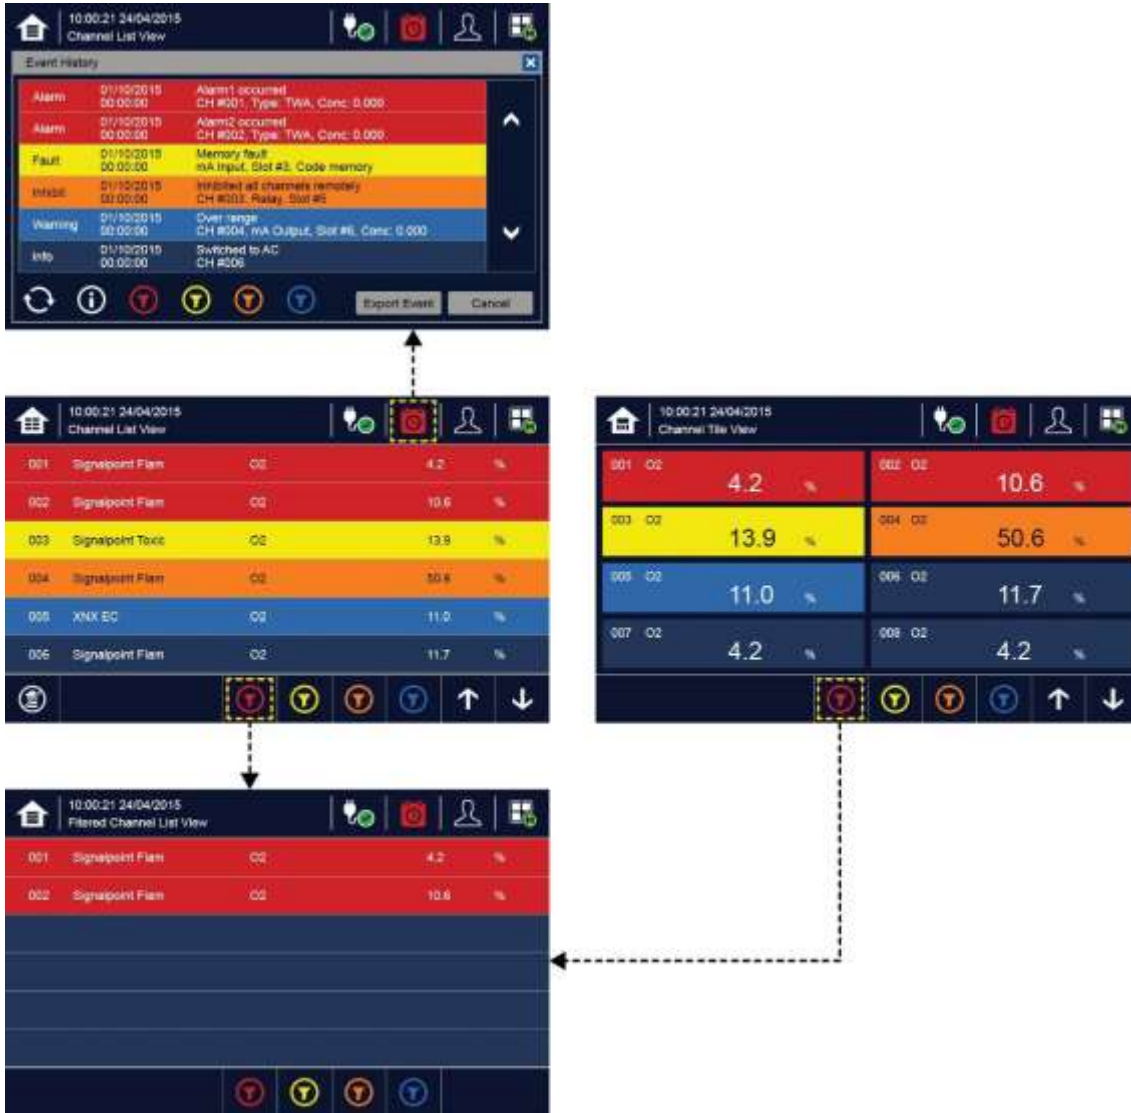 10:00:21 24/04/2015
Channel List View
Event History
Alarm 01/10/2015 00:00:00 Alarm1 occurred
CH #001, Type: TWA, Conc: 0.000
Alarm 01/10/2015 00:00:00 Alarm2 occurred
CH #002, Type: TWA, Conc: 0.000
Fault 01/10/2015 00:00:00 Memory fault
mA Input, Slot #3, Code memory
Inhibit 01/10/2015 00:00:00 Inhibited all channels remotely
CH #003, Relay, Slot #5
Warning 01/10/2015 00:00:00 Over range
CH #004, mA Output, Slot #6, Conc: 0.000
Info 01/10/2015 00:00:00 Switched to AC
CH #006
Export Event Cancel
10:00:21 24/04/2015
Channel List View
001 Signalpoint Flam O2 4.2 %
002 Signalpoint Flam O2 10.6 %
003 Signalpoint Toxic O2 13.9 %
004 Signalpoint Flam O2 50.6 %
005 XNX EC O2 11.0 %
006 Signalpoint Flam O2 11.7 %
10:00:21 24/04/2015
Channel Tile View
001 O2 4.2 %
002 O2 10.6 %
003 O2 13.9 %
004 O2 50.6 %
005 O2 11.0 %
006 O2 11.7 %
007 O2 4.2 %
008 O2 4.2 %
10:00:21 24/04/2015
Filtered Channel List View
001 Signalpoint Flam O2 4.2 %
002 Signalpoint Flam O2 10.6 %